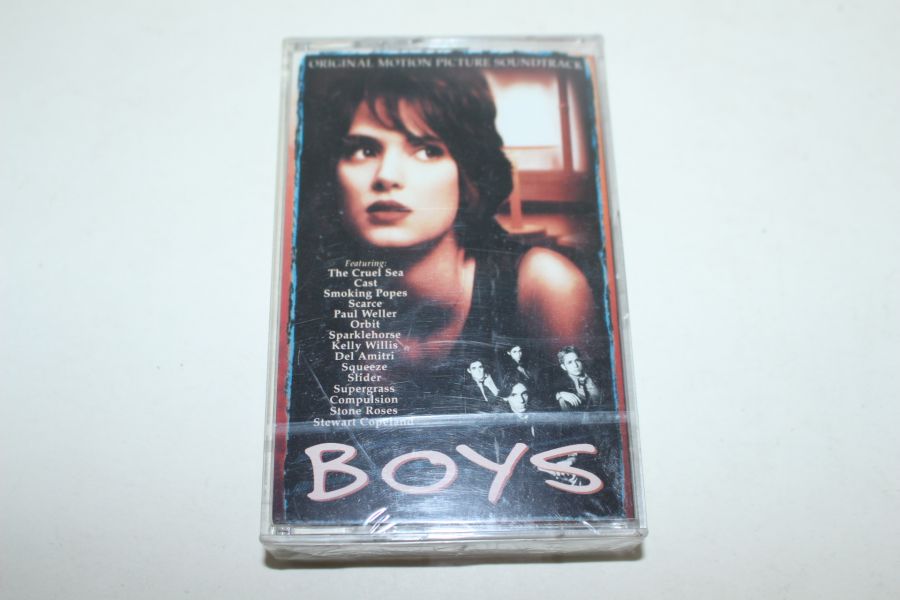 ORIGINAL MOTION PICTURE SOUNDTRACK
Featuring:
The Cruel Sea
Cast
Smoking Popes
Scarce
Paul Weller
Orbit
Sparklehorse
Kelly Willis
Del Amitri
Squeeze
Slider
Supergrass
Compulsion
Stone Roses
Stewart Copeland
BOYS